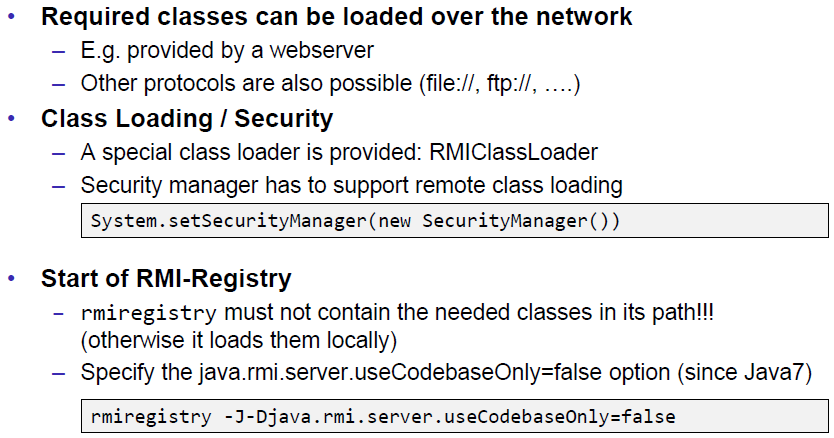 • Required classes can be loaded over the network
– E.g. provided by a webserver
– Other protocols are also possible (file://, ftp://, ….)
• Class Loading / Security
– A special class loader is provided: RMIClassLoader
– Security manager has to support remote class loading
System.setSecurityManager(new SecurityManager())
• Start of RMI-Registry
– rmiregistry must not contain the needed classes in its path!!!
(otherwise it loads them locally)
– Specify the java.rmi.server.useCodebaseOnly=false option (since Java7)
rmiregistry -J-Djava.rmi.server.useCodebaseOnly=false